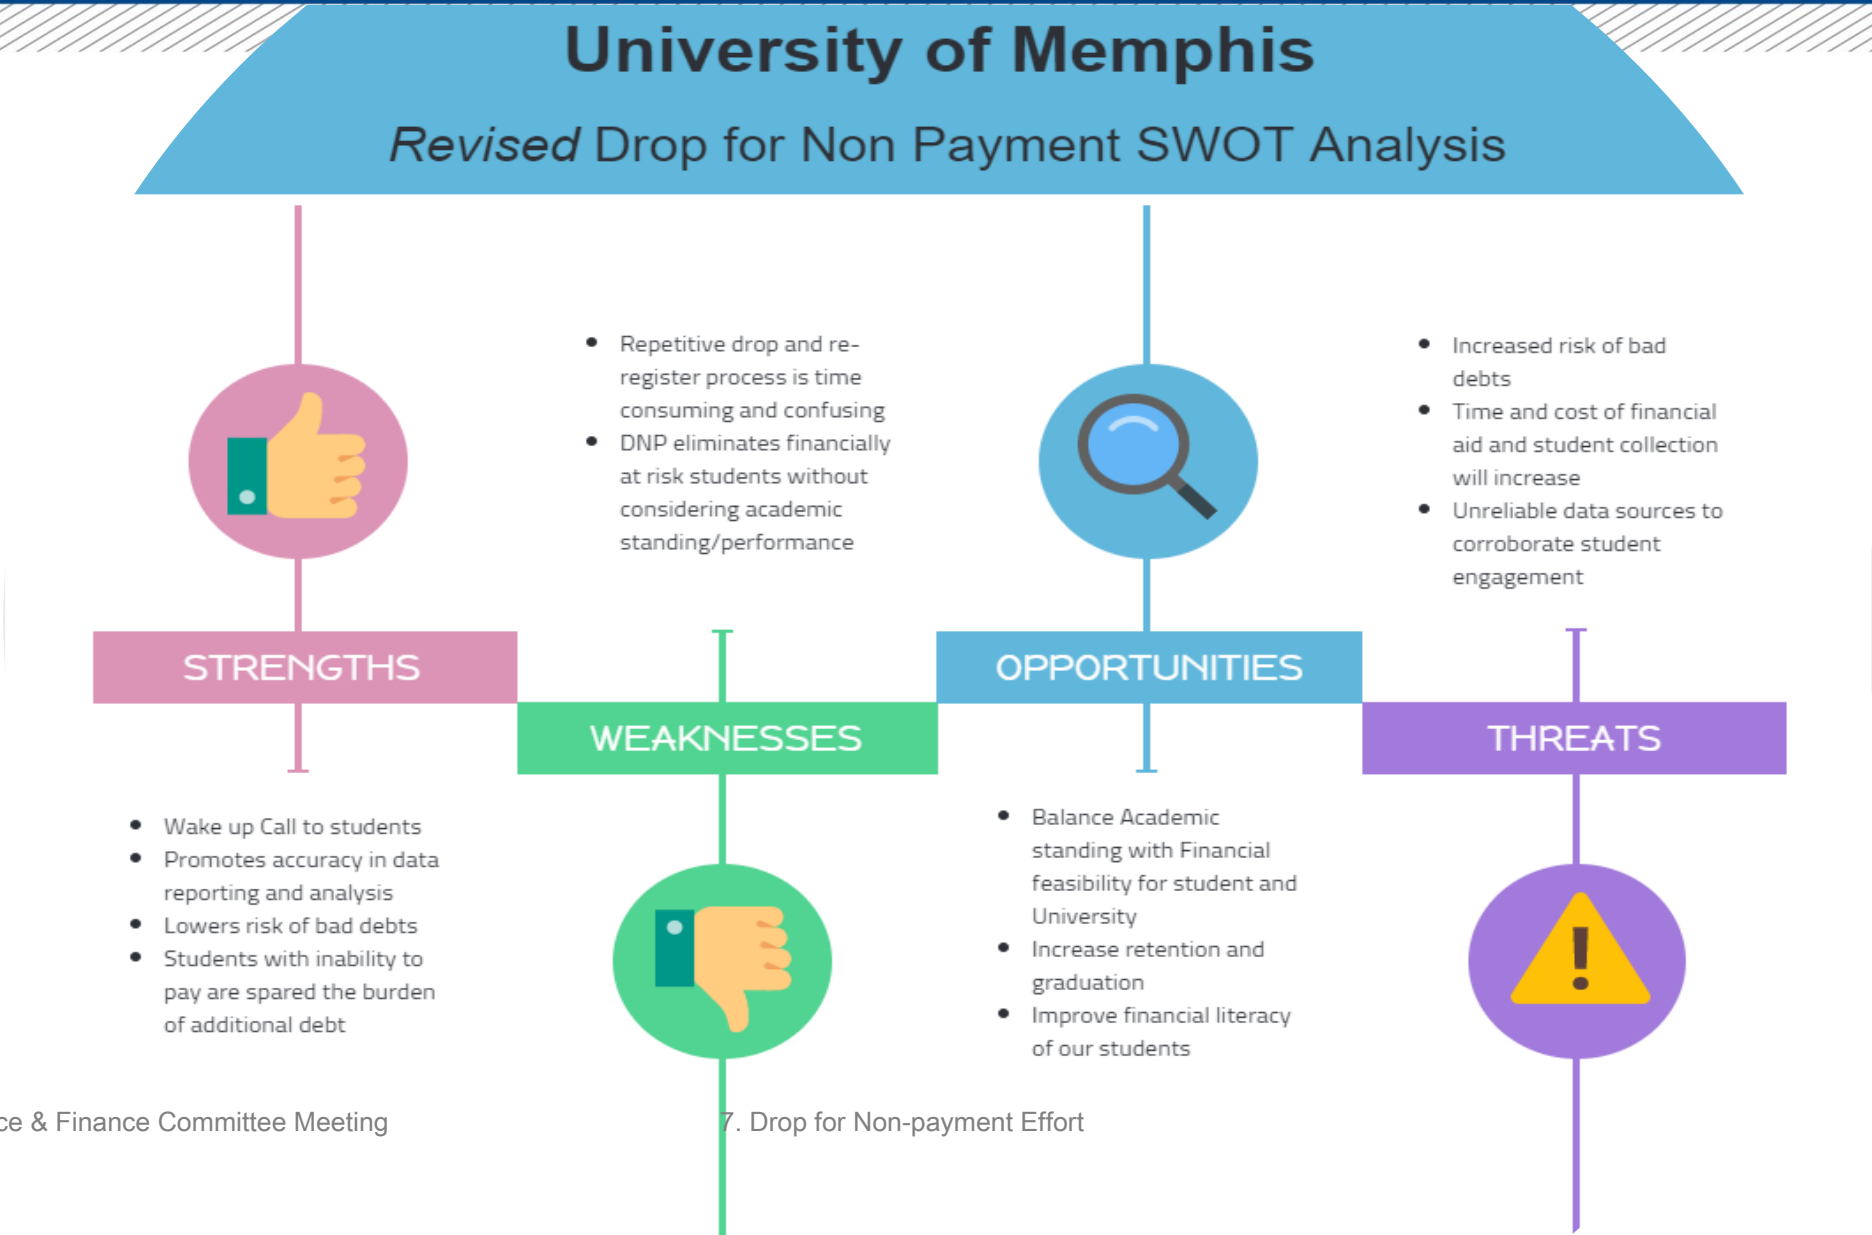 University of Memphis
Revised Drop for Non Payment SWOT Analysis
STRENGTHS
• Wake up Call to students
• Promotes accuracy in data
reporting and analysis
• Lowers risk of bad debts
• Students with inability to
pay are spared the burden
of additional debt
• Repetitive drop and re-
register process is time
consuming and confusing
• DNP eliminates financially
at risk students without
considering academic
standing/performance
WEAKNESSES
OPPORTUNITIES
• Balance Academic
standing with Financial
feasibility for student and
University
• Increase retention and
graduation
• Improve financial literacy
of our students
• Increased risk of bad
debts
• Time and cost of financial
aid and student collection
will increase
• Unreliable data sources to
corroborate student
engagement
THREATS
& Finance Committee Meeting
7. Drop for Non-payment Effort